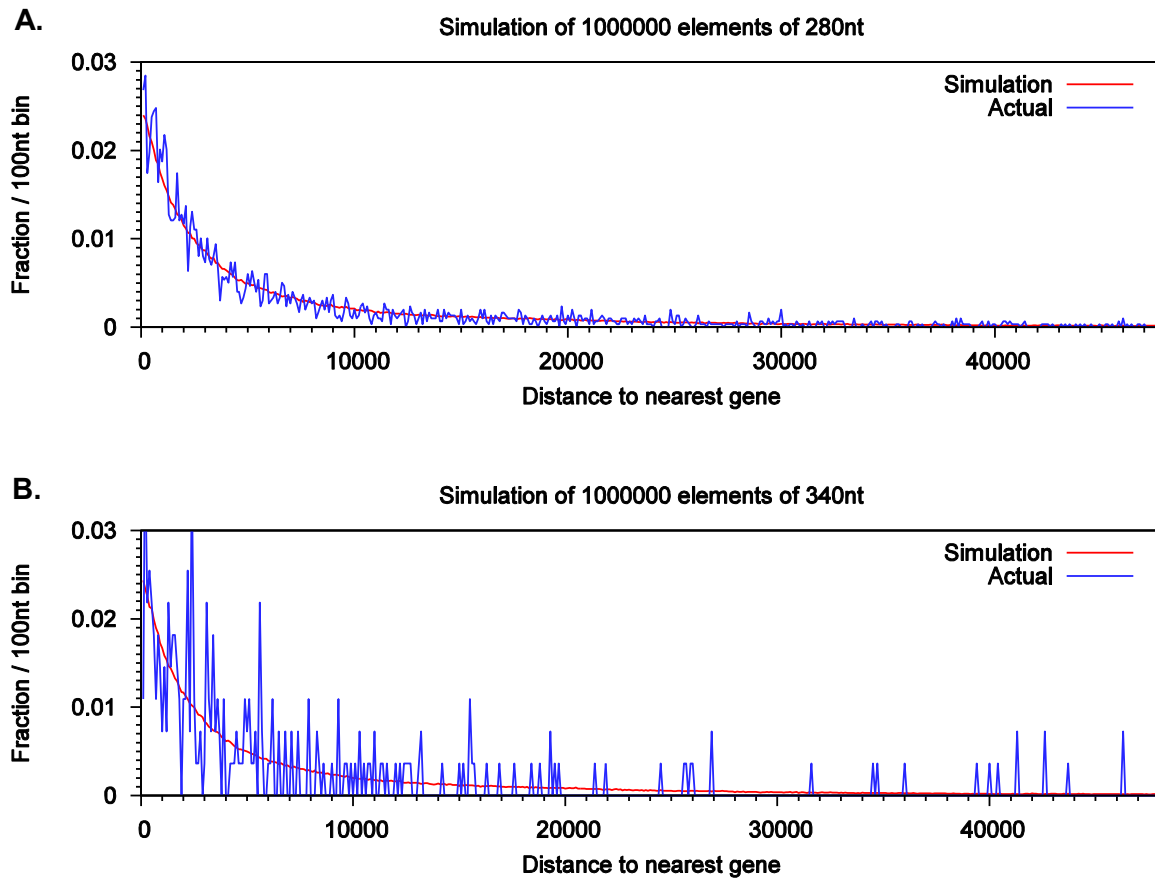 A.
Simulation of 1000000 elements of 280nt
Fraction / 100nt bin
0.03
0.02
0.01
0
Simulation
Actual
0 10000 20000 30000 40000
Distance to nearest gene
B.
Simulation of 1000000 elements of 340nt
Fraction / 100nt bin
0.03
0.02
0.01
0
Simulation
Actual
0 10000 20000 30000 40000
Distance to nearest gene